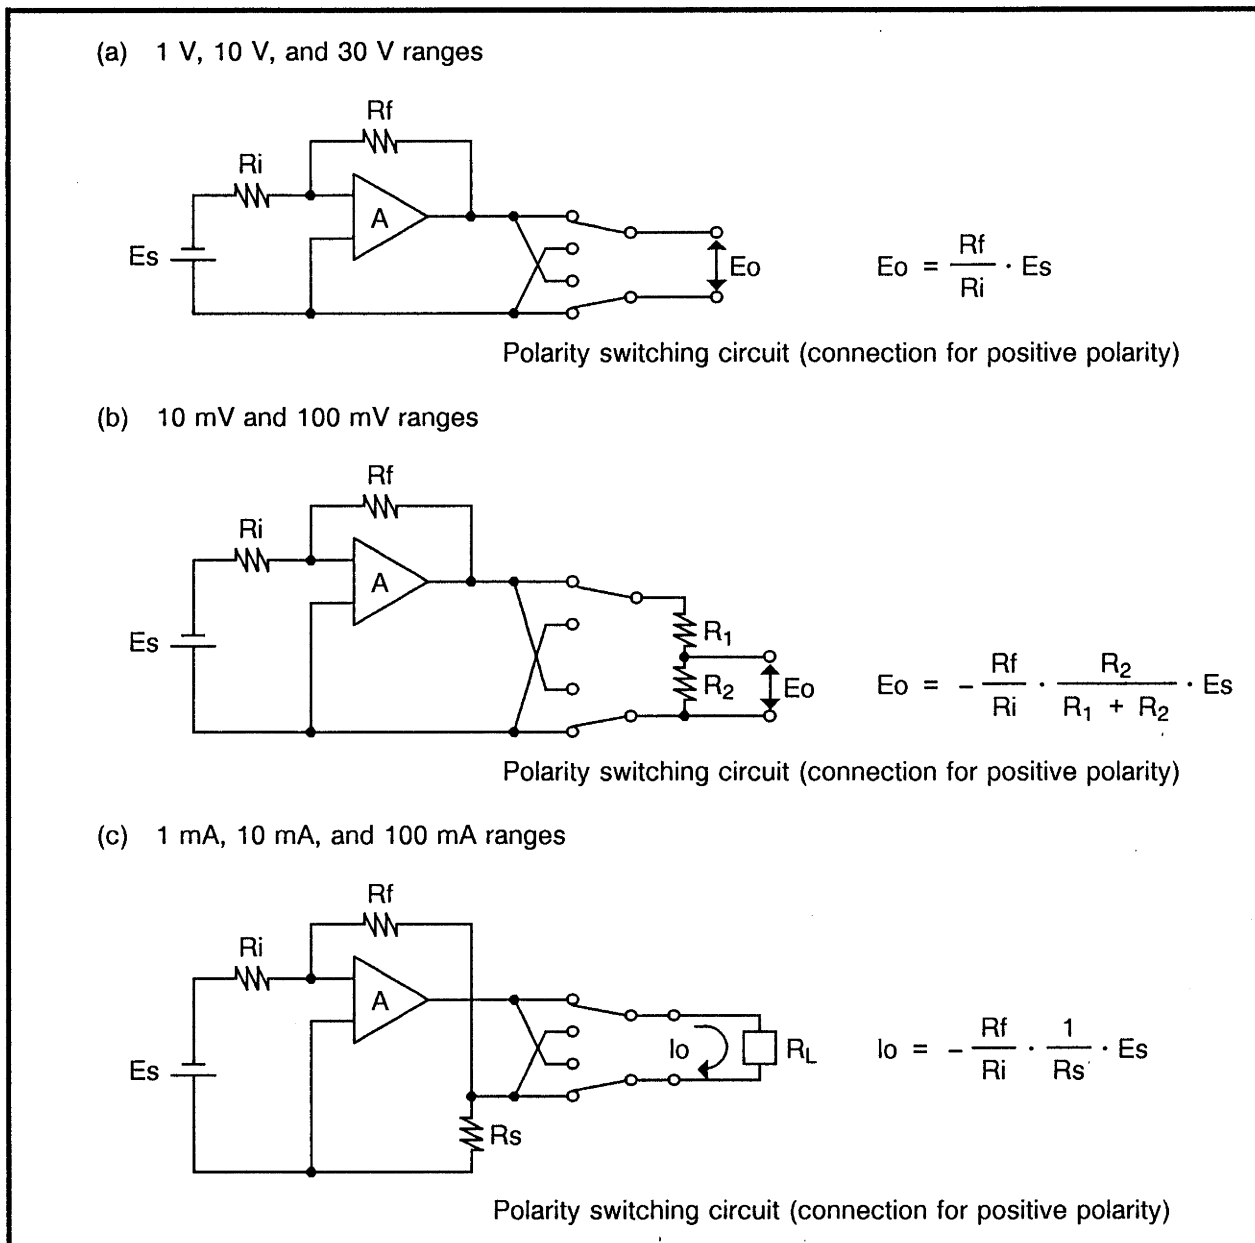 (a) 1 V, 10 V, and 30 V ranges
Rf
Ri
A
Es
Eo
Eo = Rf / Ri · Es
Polarity switching circuit (connection for positive polarity)
(b) 10 mV and 100 mV ranges
Rf
Ri
A
Es
R1
R2
Eo
Eo = - Rf / Ri · R2 / R1 + R2 · Es
Polarity switching circuit (connection for positive polarity)
(c) 1 mA, 10 mA, and 100 mA ranges
Rf
Ri
A
Es
Io
RL
Rs
Io = - Rf / Ri · 1 / Rs · Es
Polarity switching circuit (connection for positive polarity)